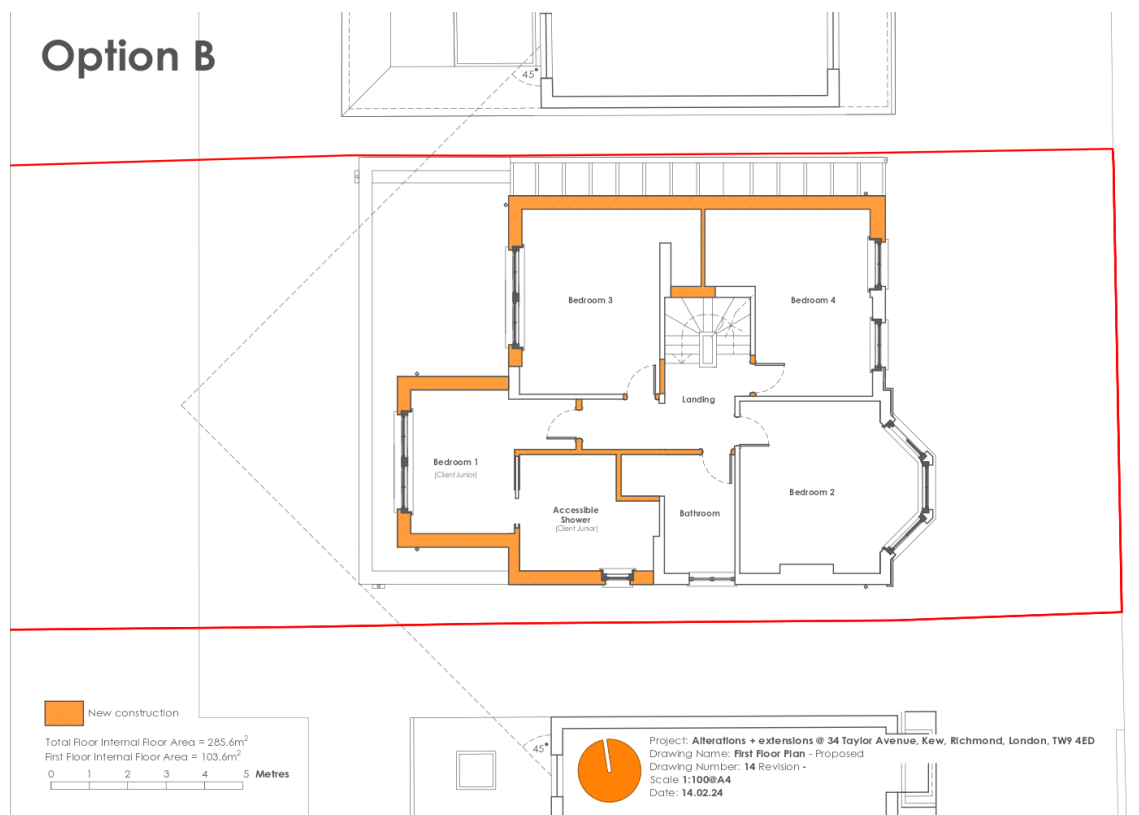 Option B
45°
Bedroom 3
Bedroom 4
Landing
Bedroom 1
(Client Junior)
Bedroom 2
Accessible
Shower
(Client Junior)
Bathroom
New construction
Total Floor Internal Floor Area = 285.6m²
First Floor Internal Floor Area = 103.6m²
0 1 2 3 4 5 Metres
45°
Project: Alterations + extensions @ 34 Taylor Avenue, Kew, Richmond, London, TW9 4ED
Drawing Name: First Floor Plan - Proposed
Drawing Number: 14 Revision -
Scale 1:100@A4
Date: 14.02.24